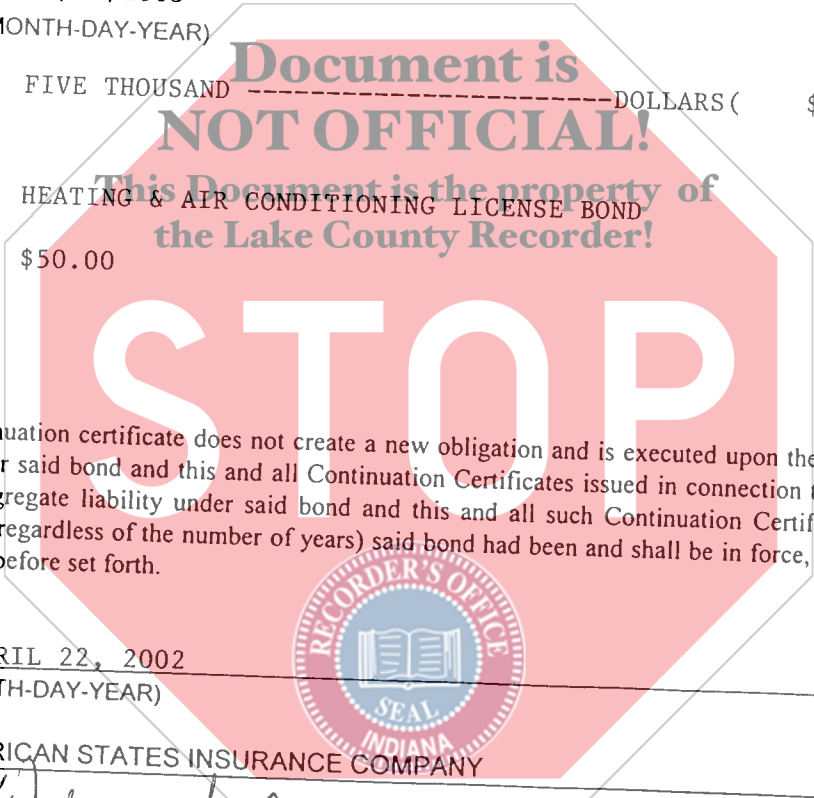 MONTH-DAY-YEAR)
Document is
FIVE THOUSAND -----------------------DOLLARS( $
NOT OFFICIAL!
This Document is the property of
HEATING & AIR CONDITIONING LICENSE BOND
the Lake County Recorder!
$50.00
STOP
nuation certificate does not create a new obligation and is executed upon the
r said bond and this and all Continuation Certificates issued in connection
gregate liability under said bond and this and all such Continuation Certif
regardless of the number of years) said bond had been and shall be in force,
before set forth.
RECORDER'S OFFICE
SEAL
INDIANA
RIL 22, 2002
TH-DAY-YEAR)
RICAN STATES INSURANCE COMPANY